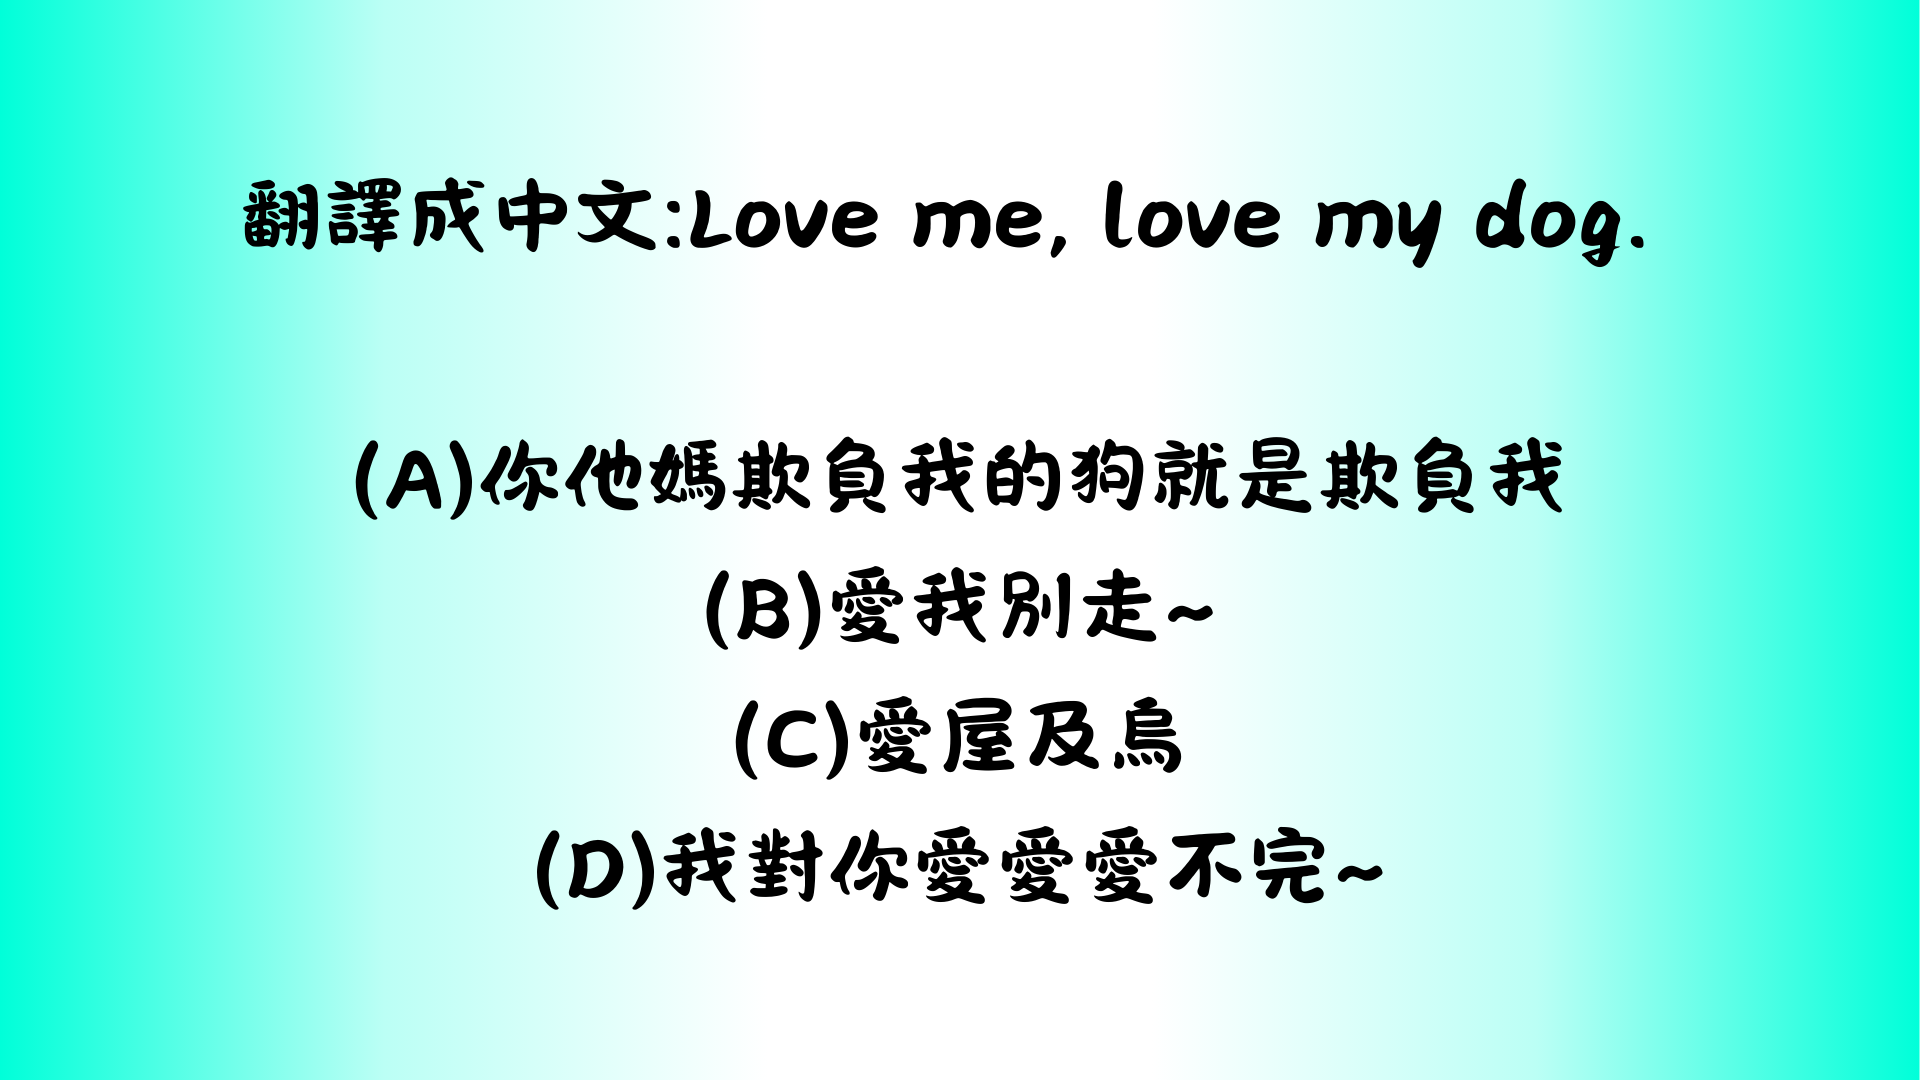 翻譯成中文:Love me, love my dog.
(A)你他媽欺負我的狗就是欺負我
(B)愛我別走~
(C)愛屋及烏
(D)我對你愛愛愛不完~